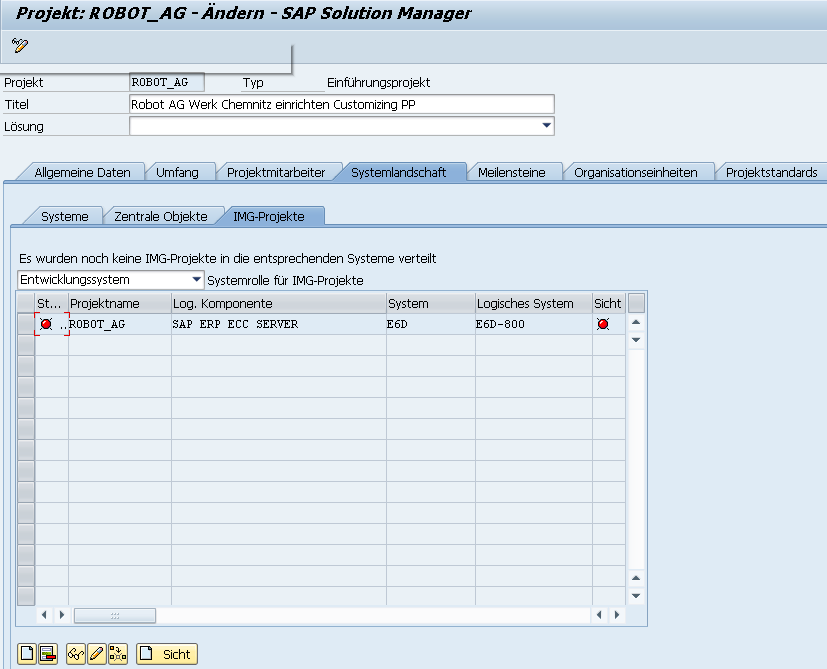 Projekt: ROBOT_AG - Ändern - SAP Solution Manager
Projekt ROBOT_AG Typ Einführungsprojekt
Titel Robot AG Werk Chemnitz einrichten Customizing PP
Lösung
Allgemeine Daten Umfang Projektmitarbeiter Systemlandschaft Meilensteine Organisationseinheiten Projektstandards
Systeme Zentrale Objekte IMG-Projekte
Es wurden noch keine IMG-Projekte in die entsprechenden Systeme verteilt
Entwicklungssystem Systemrolle für IMG-Projekte
St... Projektname Log. Komponente System Logisches System Sicht
.. ROBOT_AG SAP ERP ECC SERVER E6D E6D-800
Sicht